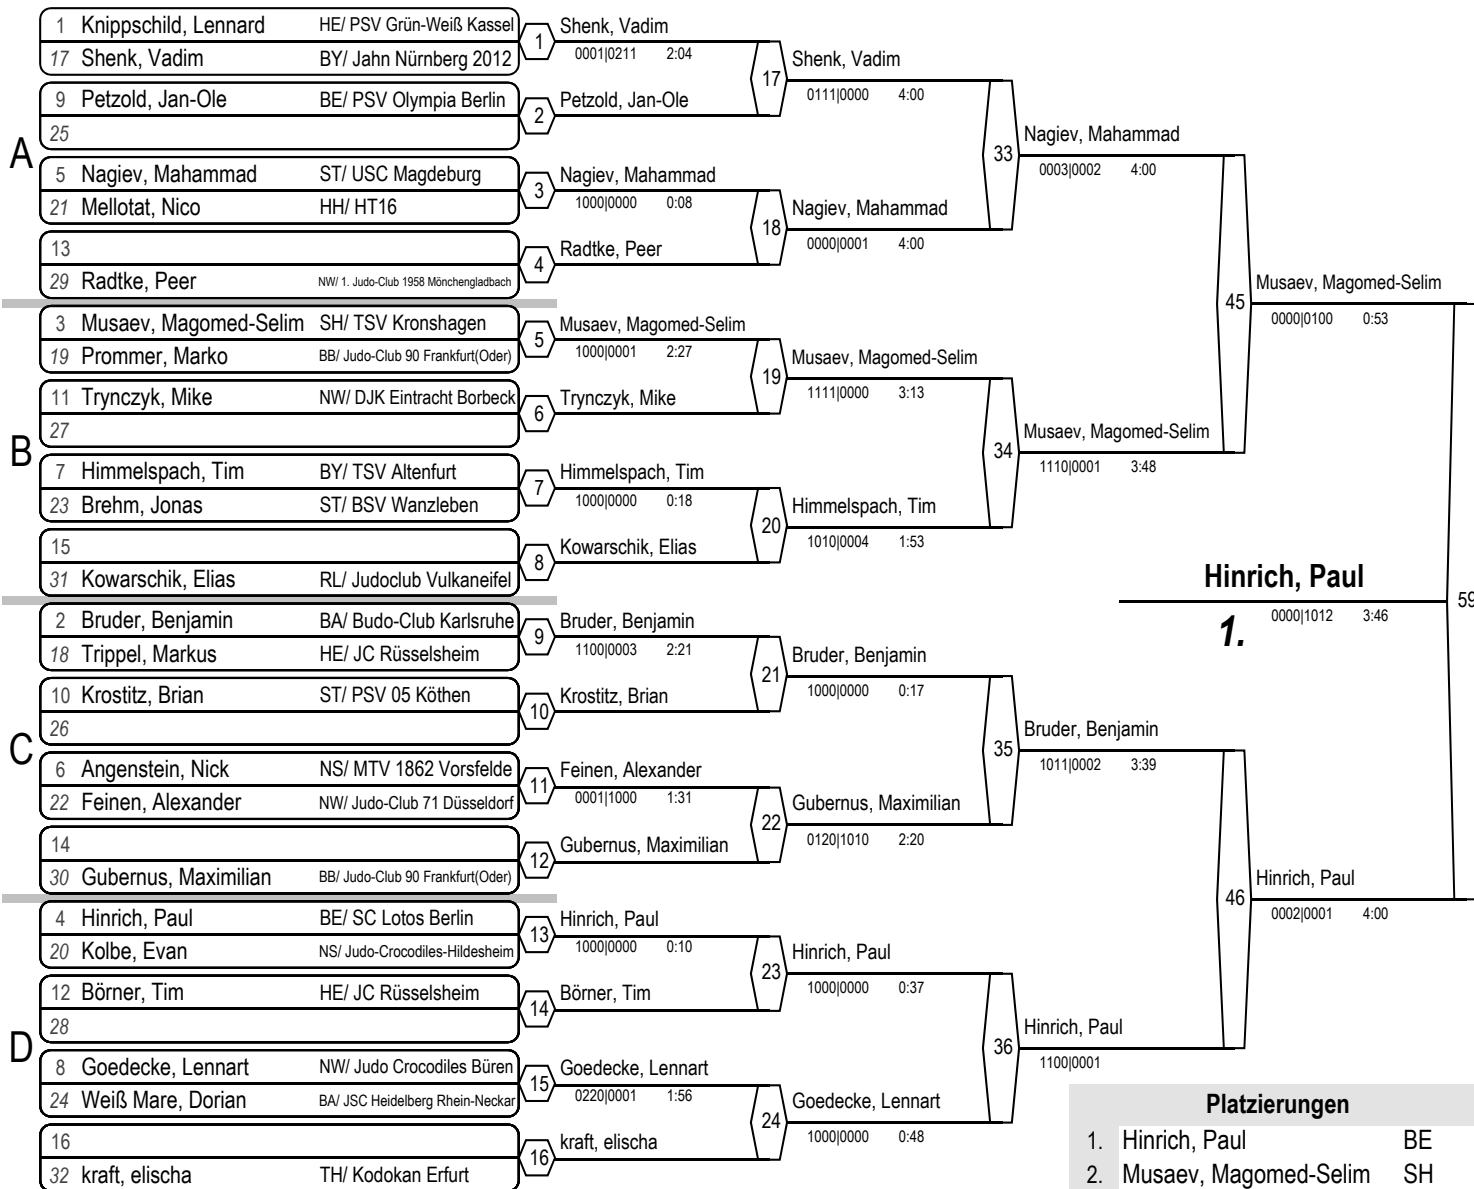 A
1 Knippschild, Lennard HE/ PSV Grün-Weiß Kassel
17 Shenk, Vadim BY/ Jahn Nürnberg 2012
9 Petzold, Jan-Ole BE/ PSV Olympia Berlin
25
5 Nagiev, Mahammad ST/ USC Magdeburg
21 Mellotat, Nico HH/ HT16
13
29 Radtke, Peer NW/ 1. Judo-Club 1958 Mönchengladbach
B
3 Musaev, Magomed-Selim SH/ TSV Kronshagen
19 Prommer, Marko BB/ Judo-Club 90 Frankfurt(Oder)
11 Trynczyk, Mike NW/ DJK Eintracht Borbeck
27
7 Himmelspach, Tim BY/ TSV Altenfurt
23 Brehm, Jonas ST/ BSV Wanzleben
15
31 Kowarschik, Elias RL/ Judoclub Vulkaneifel
C
2 Bruder, Benjamin BA/ Budo-Club Karlsruhe
18 Trippel, Markus HE/ JC Rüsselsheim
10 Krostitz, Brian ST/ PSV 05 Köthen
26
6 Angenstein, Nick NS/ MTV 1862 Vorsfelde
22 Feinen, Alexander NW/ Judo-Club 71 Düsseldorf
14
30 Gubernus, Maximilian BB/ Judo-Club 90 Frankfurt(Oder)
D
4 Hinrich, Paul BE/ SC Lotos Berlin
20 Kolbe, Evan NS/ Judo-Crocodiles-Hildesheim
12 Börner, Tim HE/ JC Rüsselsheim
28
8 Goedecke, Lennart NW/ Judo Crocodiles Büren
24 Weiß Mare, Dorian BA/ JSC Heidelberg Rhein-Neckar
16
32 kraft, elischa TH/ Kodokan Erfurt
1 Shenk, Vadim
0001|0211 2:04
2 Petzold, Jan-Ole
3 Nagiev, Mahammad
1000|0000 0:08
4 Radtke, Peer
5 Musaev, Magomed-Selim
1000|0001 2:27
6 Trynczyk, Mike
7 Himmelspach, Tim
1000|0000 0:18
8 Kowarschik, Elias
9 Bruder, Benjamin
1100|0003 2:21
10 Krostitz, Brian
11 Feinen, Alexander
0001|1000 1:31
12 Gubernus, Maximilian
13 Hinrich, Paul
1000|0000 0:10
14 Börner, Tim
15 Goedecke, Lennart
0220|0001 1:56
16 kraft, elischa
17 Shenk, Vadim
0111|0000 4:00
18 Nagiev, Mahammad
0000|0001 4:00
19 Musaev, Magomed-Selim
1111|0000 3:13
20 Himmelspach, Tim
1010|0004 1:53
21 Bruder, Benjamin
1000|0000 0:17
22 Gubernus, Maximilian
0120|1010 2:20
23 Hinrich, Paul
1000|0000 0:37
24 Goedecke, Lennart
1000|0000 0:48
33 Nagiev, Mahammad
0003|0002 4:00
34 Musaev, Magomed-Selim
1110|0001 3:48
35 Bruder, Benjamin
1011|0002 3:39
36 Hinrich, Paul
1100|0001
45 Musaev, Magomed-Selim
0000|0100 0:53
46 Hinrich, Paul
0002|0001 4:00
Hinrich, Paul
1. 0000|1012 3:46
59
Platzierungen
1. Hinrich, Paul BE
2. Musaev, Magomed-Selim SH